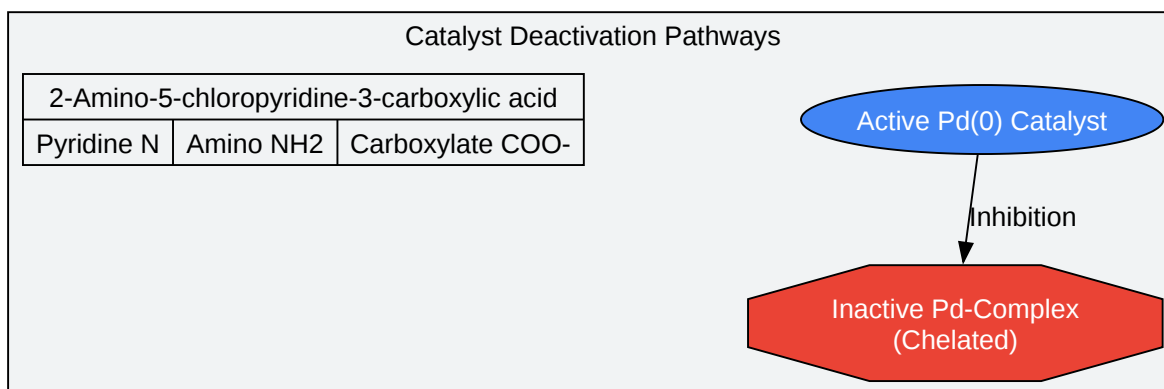 Catalyst Deactivation Pathways
2-Amino-5-chloropyridine-3-carboxylic acid
Pyridine N Amino NH2 Carboxylate COO-
Active Pd(0) Catalyst
Inhibition
Inactive Pd-Complex
(Chelated)